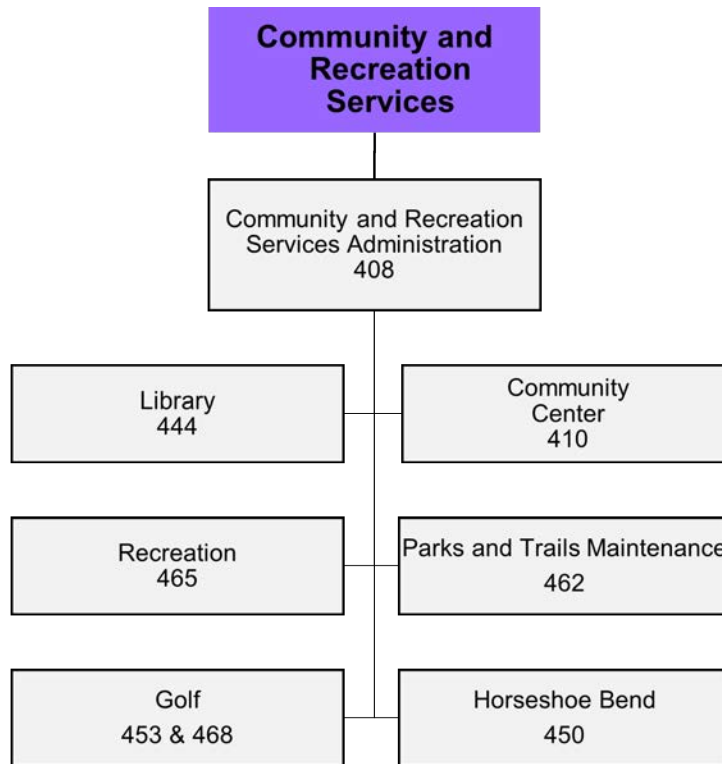 Community and
Recreation
Services
Community and Recreation
Services Administration
408
Library
444
Community
Center
410
Recreation
465
Parks and Trails Maintenance
462
Golf
453 & 468
Horseshoe Bend
450